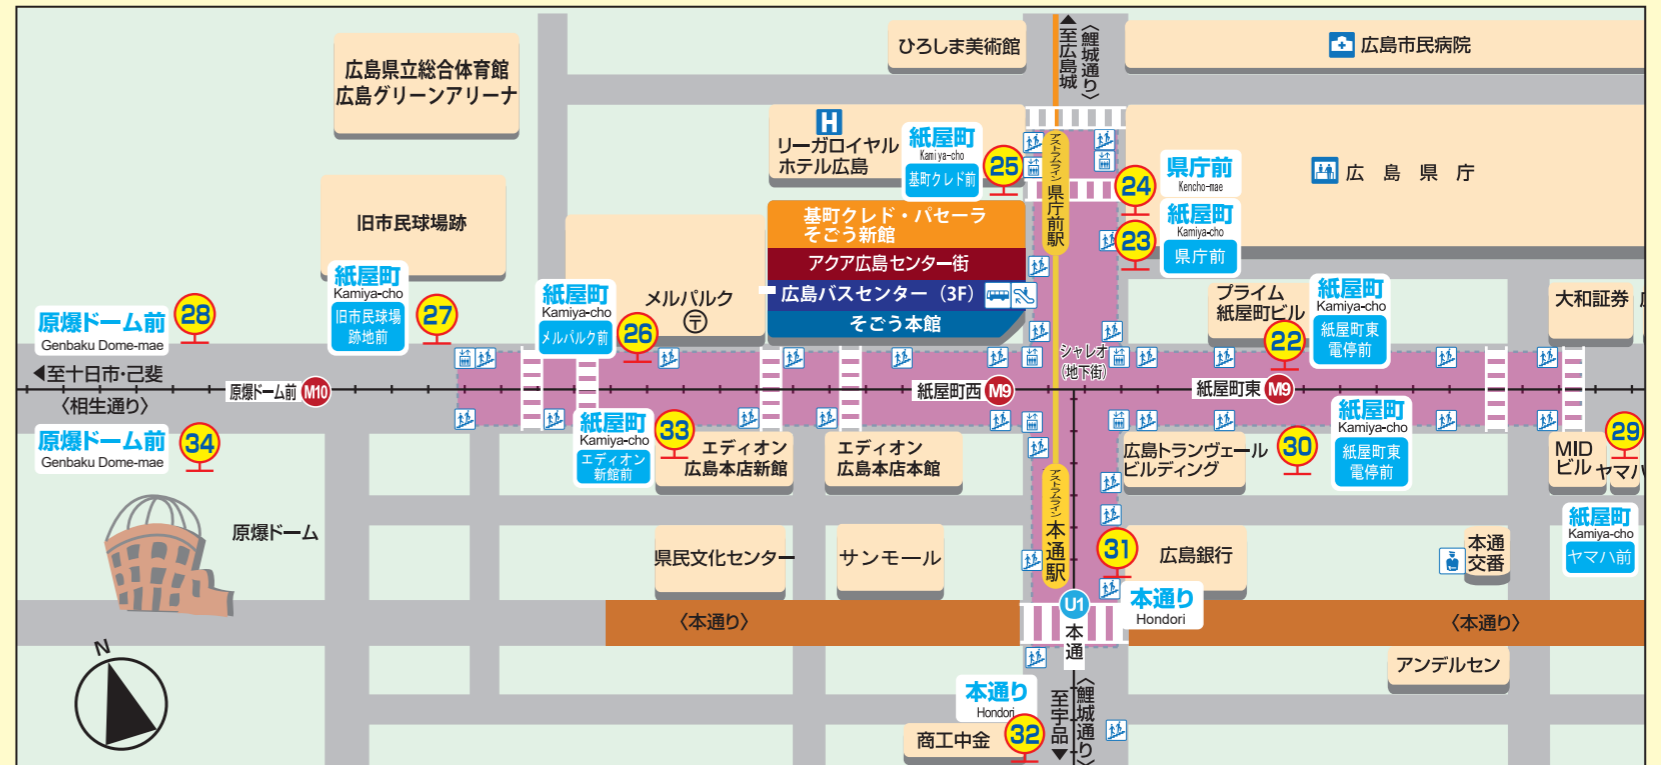 ひろしま美術館
▲至広島城
〈鯉城通り〉
広島市民病院
広島県立総合体育館
広島グリーンアリーナ
H
リーガロイヤル
ホテル広島
紙屋町
Kamiya-cho
基町クレド前
25
アストラムライン
県庁前駅
24
県庁前
Kencho-mae
広島県庁
旧市民球場跡
基町クレド・パセーラ
そごう新館
アクア広島センター街
広島バスセンター(3F)
そごう本館
23
紙屋町
Kamiya-cho
県庁前
原爆ドーム前
Genbaku Dome-mae
28
紙屋町
Kamiya-cho
旧市民球場
跡地前
27
紙屋町
Kamiya-cho
メルパルク前
26
メルパルク
〒
プライム
紙屋町ビル
22
紙屋町
Kamiya-cho
紙屋町東
電停前
大和証券
シャレオ
(地下街)
◀至十日市・己斐
〈相生通り〉
原爆ドーム前 M10
紙屋町西 M9
紙屋町東 M9
原爆ドーム前
Genbaku Dome-mae
34
紙屋町
Kamiya-cho
エディオン
新館前
33
エディオン
広島本店新館
エディオン
広島本店本館
広島トランヴェール
ビルディング
30
紙屋町
Kamiya-cho
紙屋町東
電停前
MID
ビル
29
ヤマハ
紙屋町
Kamiya-cho
ヤマハ前
原爆ドーム
アストラムライン
本通駅
県民文化センター
サンモール
31
広島銀行
本通
交番
U1
本通
本通り
Hondori
〈本通り〉
〈本通り〉
アンデルセン
N
本通り
Hondori
商工中金
32
至宇品▼
〈鯉城通り〉